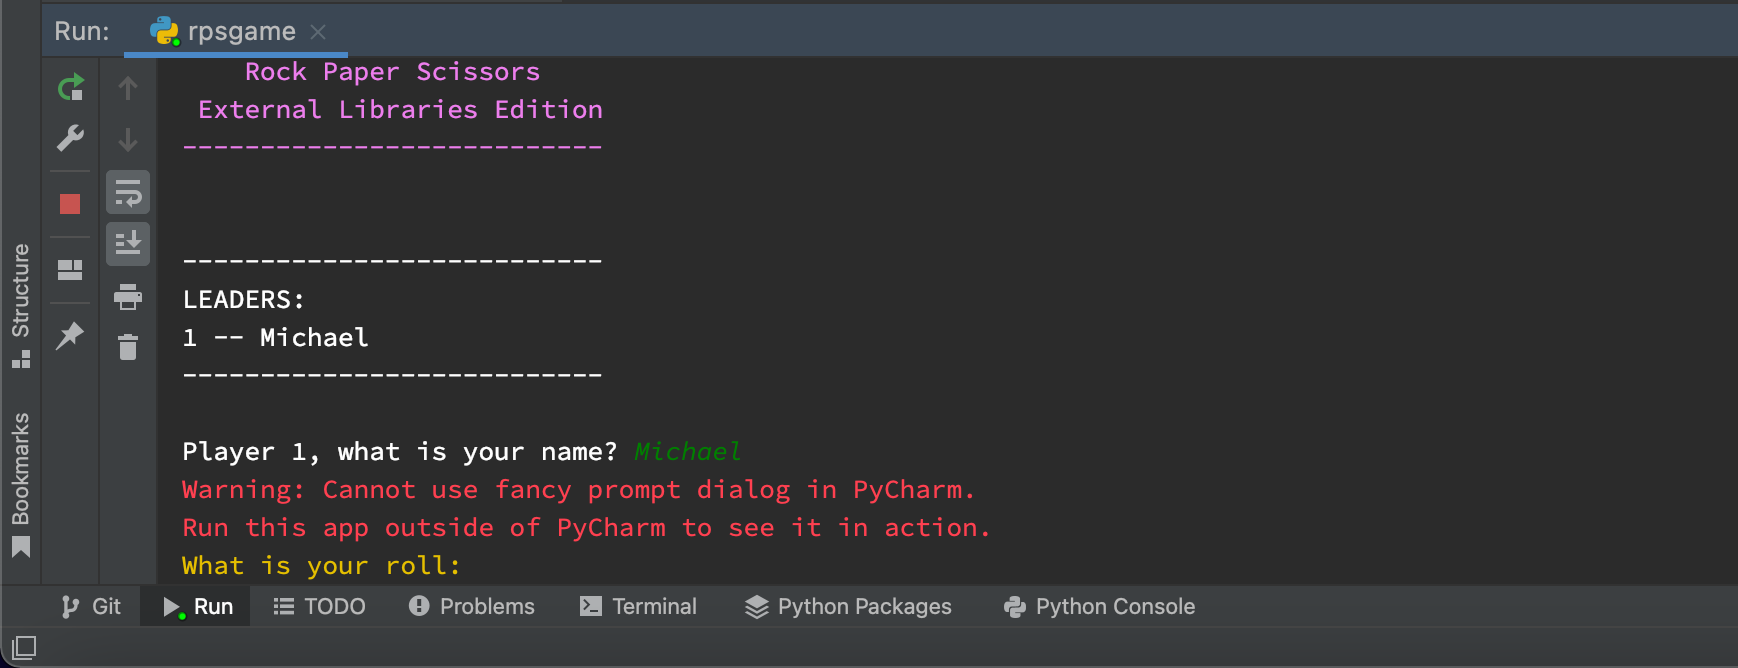 Run: rpsgame
Rock Paper Scissors
External Libraries Edition
---------------------------
---------------------------
LEADERS:
1 -- Michael
---------------------------
Player 1, what is your name? Michael
Warning: Cannot use fancy prompt dialog in PyCharm.
Run this app outside of PyCharm to see it in action.
What is your roll:
Structure
Bookmarks
Git Run TODO Problems Terminal Python Packages Python Console